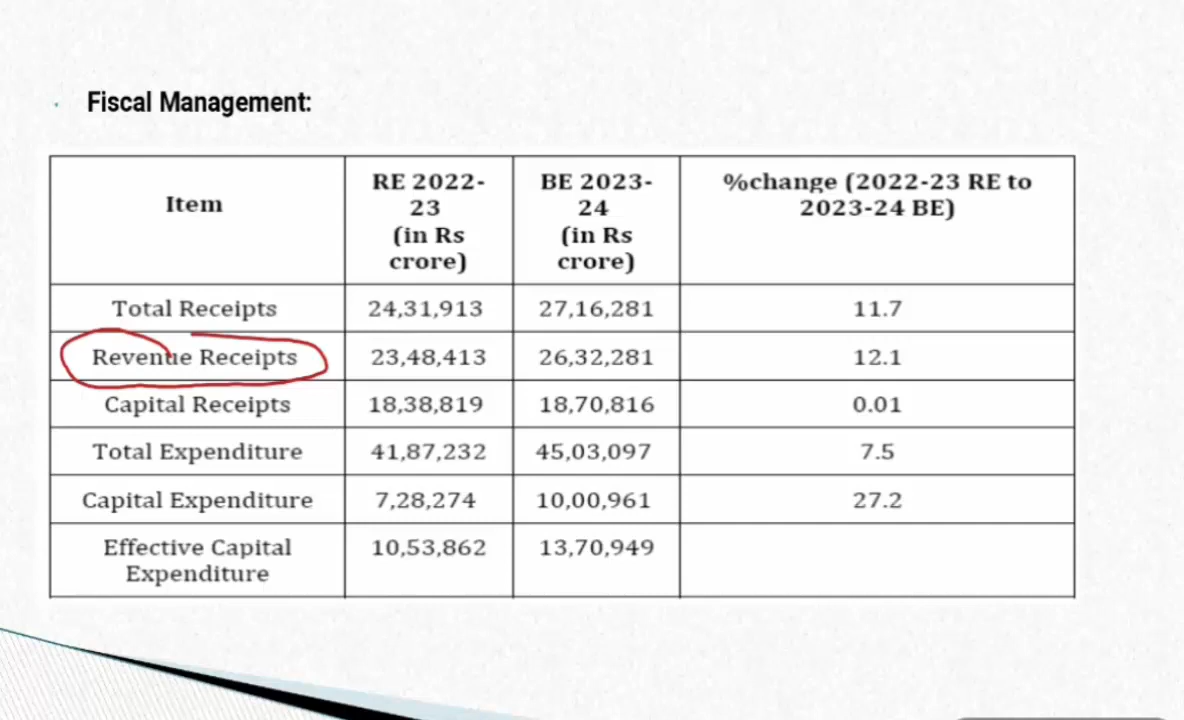 Fiscal Management:
Item
RE 2022-
23
(in Rs
crore)
BE 2023-
24
(in Rs
crore)
%change (2022-23 RE to
2023-24 BE)
Total Receipts 24,31,913 27,16,281 11.7
Revenue Receipts 23,48,413 26,32,281 12.1
Capital Receipts 18,38,819 18,70,816 0.01
Total Expenditure 41,87,232 45,03,097 7.5
Capital Expenditure 7,28,274 10,00,961 27.2
Effective Capital 10,53,862 13,70,949
Expenditure